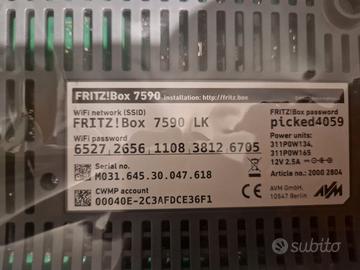 FRITZ!Box 7590 installation: http://fritz.box
WiFi network (SSID)
FRITZ!Box 7590 LK
WiFi password
6527 2656 1108 3812 6705
Serial no.
M031.645.30.047.618
CWMP account
00040E-2C3AFDCE36F1
FRITZ!Box password
picked4059
Power units:
311P0W134,
311P0W165
12V 2.5A
Article no.: 2000 2804
AVM GmbH,
10547 Berlin
AVM
subito